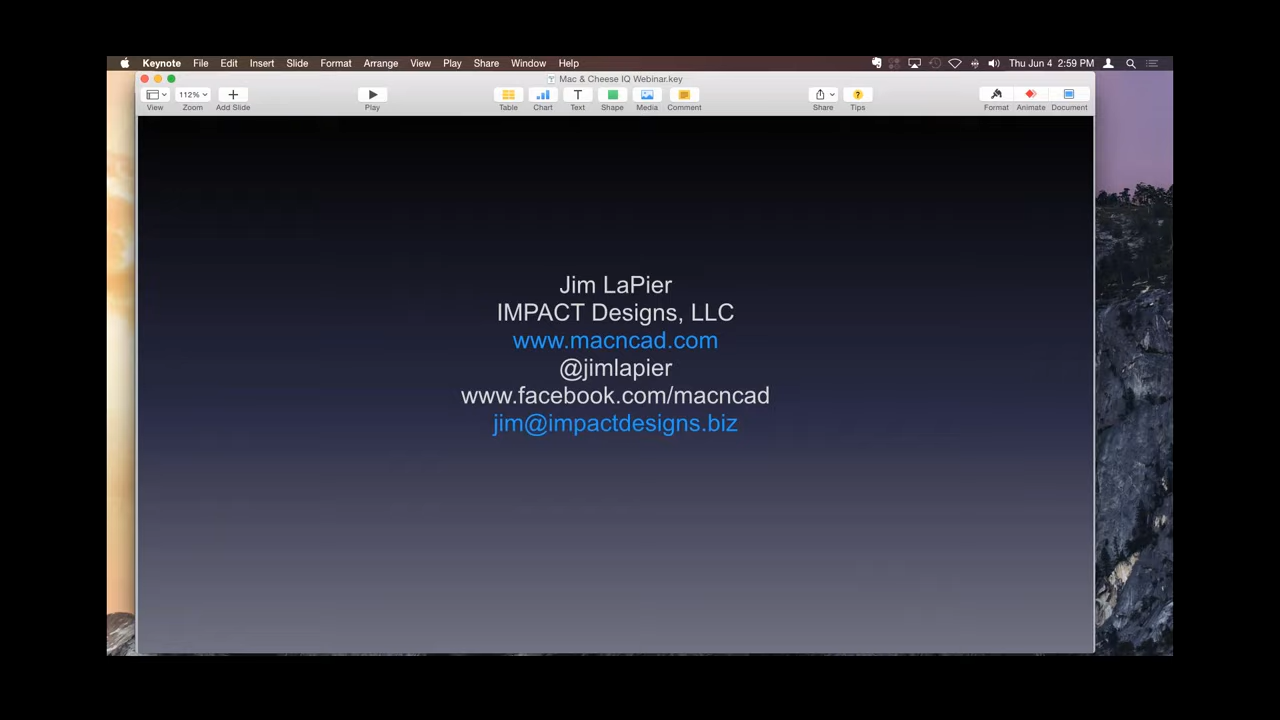 Keynote File Edit Insert Slide Format Arrange View Play Share Window Help Thu Jun 4 2:59 PM
Mac & Cheese IQ Webinar.key
112%
View Zoom Add Slide Play Table Chart Text Shape Media Comment Share Tips Format Animate Document
Jim LaPier
IMPACT Designs, LLC
www.macncad.com
@jimlapier
www.facebook.com/macncad
jim@impactdesigns.biz